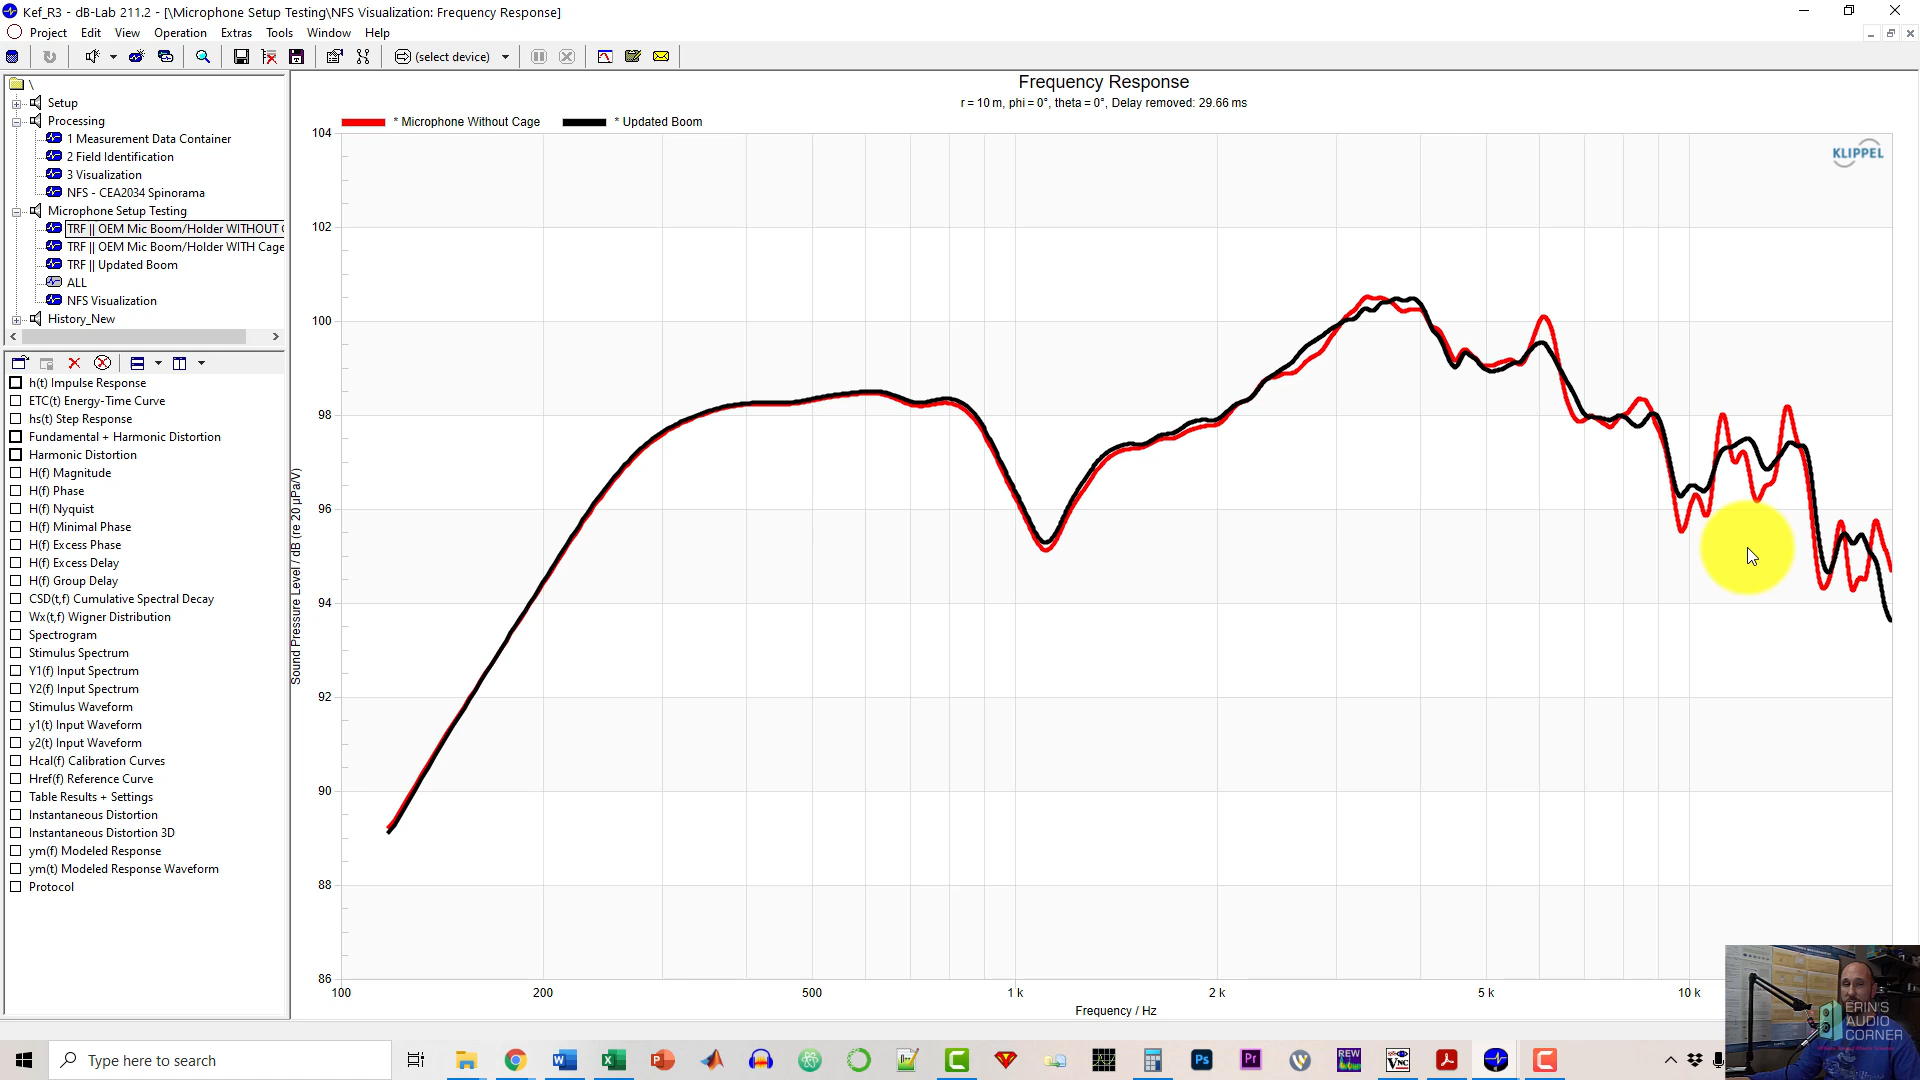 Kef_R3 - dB-Lab 211.2 - [\Microphone Setup Testing\NFS Visualization: Frequency Response]
Project Edit View Operation Extras Tools Window Help
(select device)
\
Setup
Processing
1 Measurement Data Container
2 Field Identification
3 Visualization
NFS - CEA2034 Spinorama
Microphone Setup Testing
TRF || OEM Mic Boom/Holder WITHOUT C
TRF || OEM Mic Boom/Holder WITH Cage
TRF || Updated Boom
ALL
NFS Visualization
History_New
h(t) Impulse Response
ETC(t) Energy-Time Curve
hs(t) Step Response
Fundamental + Harmonic Distortion
Harmonic Distortion
H(f) Magnitude
H(f) Phase
H(f) Nyquist
H(f) Minimal Phase
H(f) Excess Phase
H(f) Excess Delay
H(f) Group Delay
CSD(t,f) Cumulative Spectral Decay
Wx(t,f) Wigner Distribution
Spectrogram
Stimulus Spectrum
Y1(f) Input Spectrum
Y2(f) Input Spectrum
Stimulus Waveform
y1(t) Input Waveform
y2(t) Input Waveform
Hcal(f) Calibration Curves
Href(f) Reference Curve
Table Results + Settings
Instantaneous Distortion
Instantaneous Distortion 3D
ym(f) Modeled Response
ym(t) Modeled Response Waveform
Protocol
Frequency Response
r = 10 m, phi = 0°, theta = 0°, Delay removed: 29.66 ms
* Microphone Without Cage * Updated Boom
KLIPPEL
Sound Pressure Level / dB (re 20 µPa/V)
104
102
100
98
96
94
92
90
88
86
100 200 500 1 k 2 k 5 k 10 k
Frequency / Hz
ERIN'S
AUDIO
CORNER
Type here to search
REW
VNC
Ps
Pr